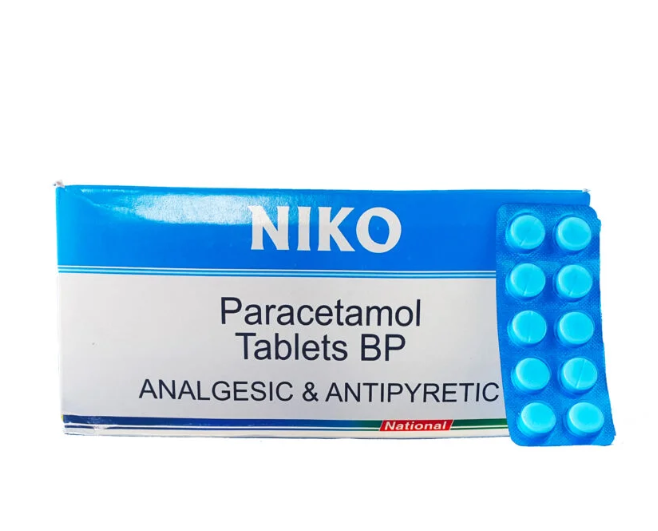 NIKO
Paracetamol
Tablets BP
ANALGESIC & ANTIPYRETIC
National